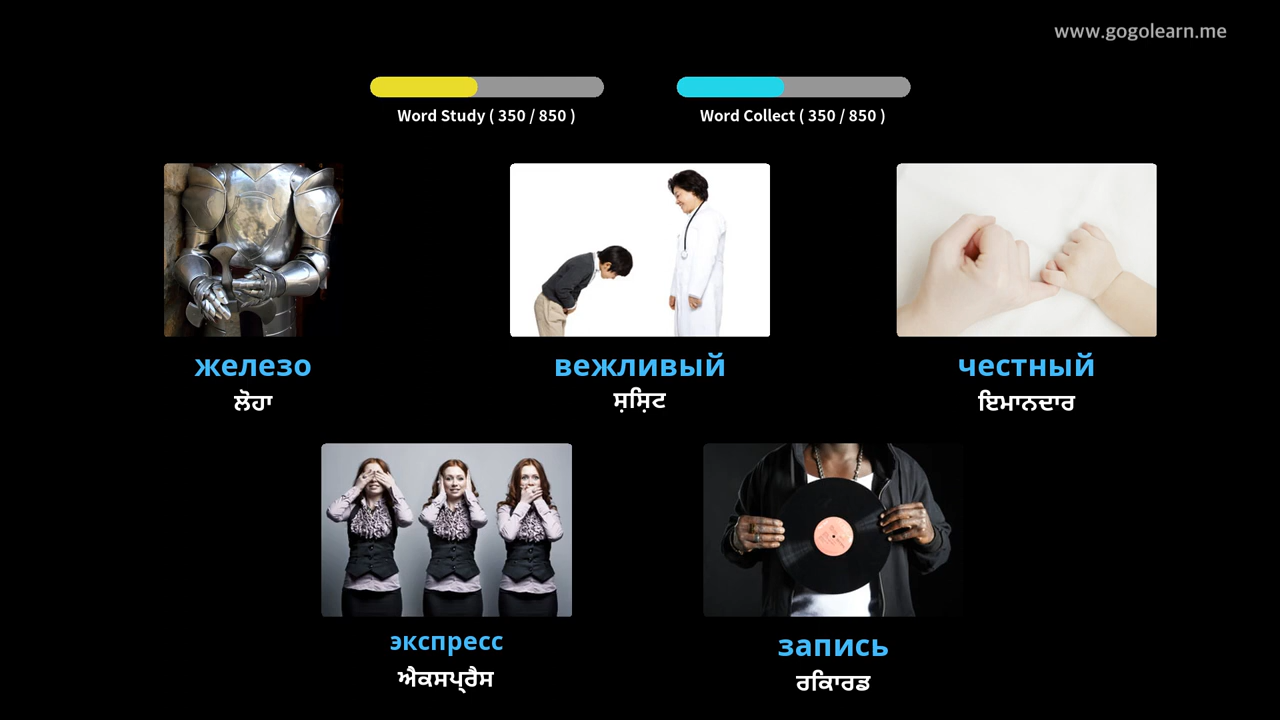 www.gogolearn.me
Word Study ( 350 / 850 )
Word Collect ( 350 / 850 )
железо
ਲੋਹਾ
вежливый
ਸ਼ਿਸ਼ਿਟ
честный
ਇਮਾਨਦਾਰ
экспресс
ਐਕਸਪ੍ਰੈਸ
запись
ਰਕਿਾਰਡ